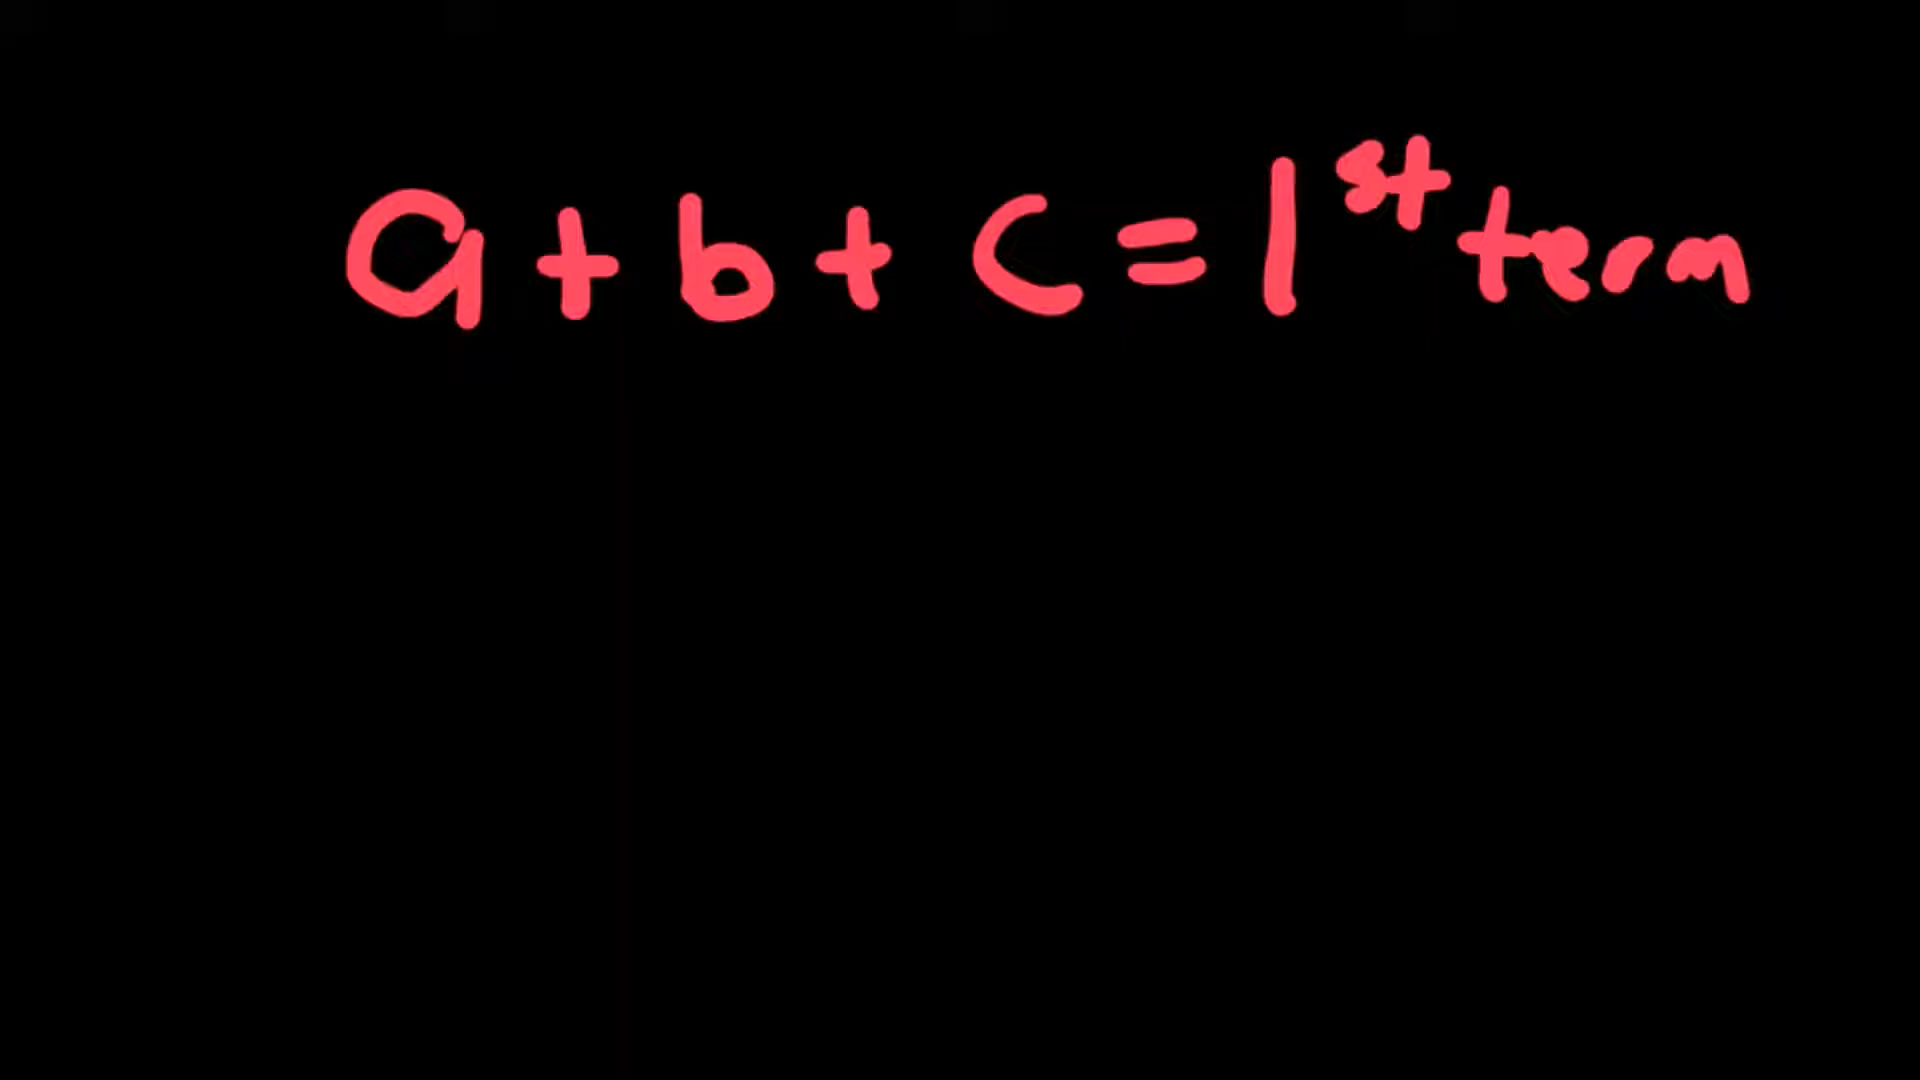 a + b + c = 1st term